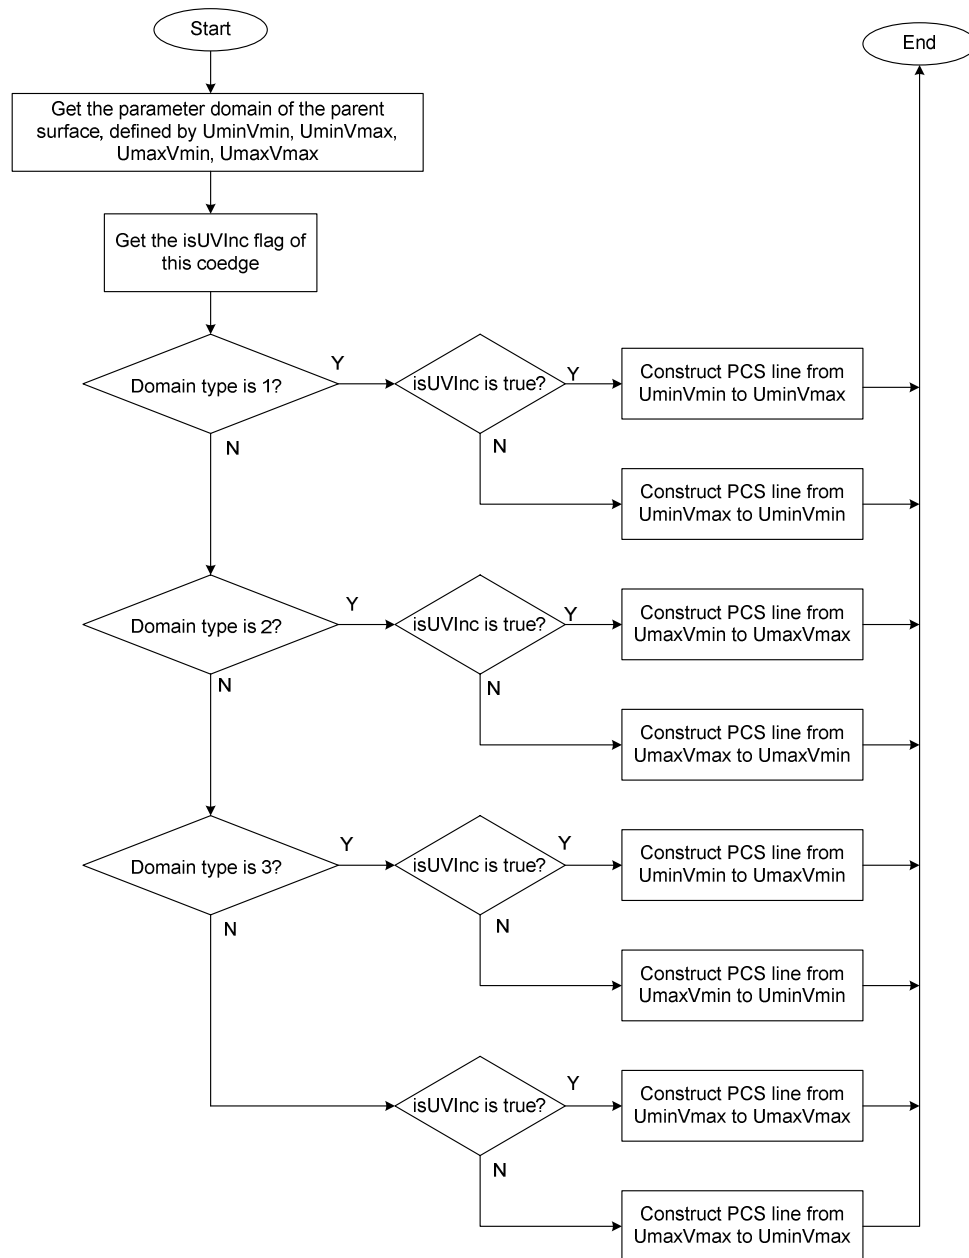 Start
End
Get the parameter domain of the parent
surface, defined by UminVmin, UminVmax,
UmaxVmin, UmaxVmax
Get the isUVInc flag of
this coedge
Domain type is 1?
Y
isUVInc is true?
Y
Construct PCS line from
UminVmin to UminVmax
N
N
Construct PCS line from
UminVmax to UminVmin
Domain type is 2?
Y
isUVInc is true?
Y
Construct PCS line from
UmaxVmin to UmaxVmax
N
N
Construct PCS line from
UmaxVmax to UmaxVmin
Domain type is 3?
Y
isUVInc is true?
Y
Construct PCS line from
UminVmin to UmaxVmin
N
N
Construct PCS line from
UmaxVmin to UminVmin
isUVInc is true?
Y
Construct PCS line from
UminVmax to UmaxVmax
N
Construct PCS line from
UmaxVmax to UminVmax